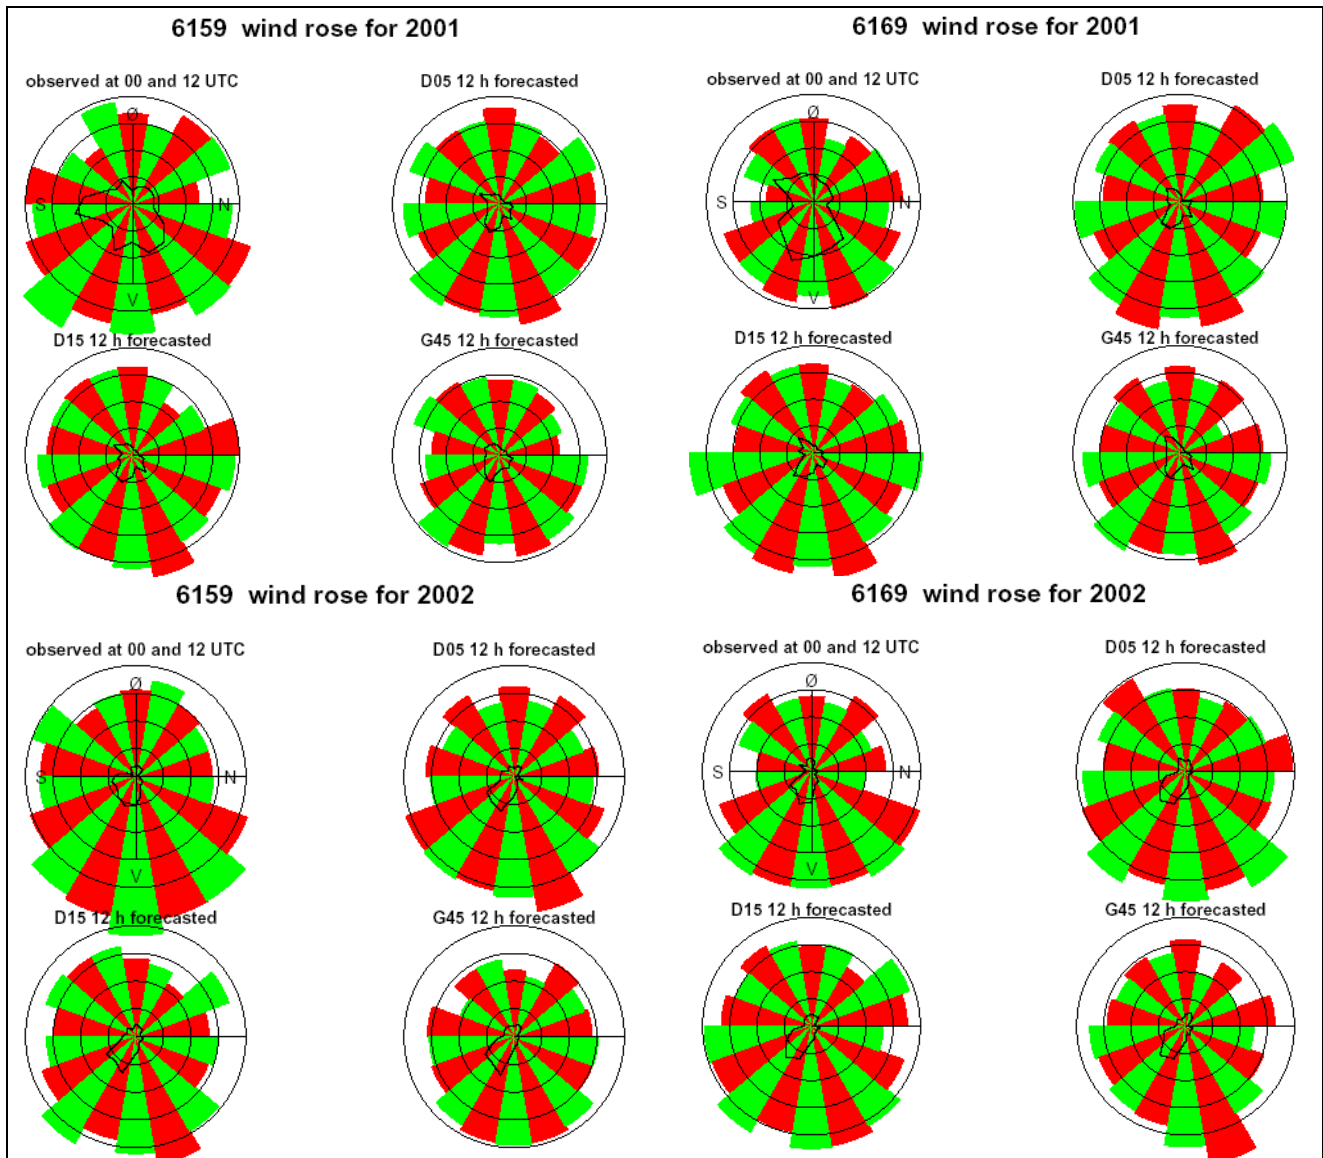 6159 wind rose for 2001
observed at 00 and 12 UTC
D05 12 h forecasted
Ø
S
N
V
D15 12 h forecasted
G45 12 h forecasted
6169 wind rose for 2001
observed at 00 and 12 UTC
D05 12 h forecasted
Ø
S
N
V
D15 12 h forecasted
G45 12 h forecasted
6159 wind rose for 2002
observed at 00 and 12 UTC
D05 12 h forecasted
Ø
S
N
V
D15 12 h forecasted
G45 12 h forecasted
6169 wind rose for 2002
observed at 00 and 12 UTC
D05 12 h forecasted
Ø
S
N
V
D15 12 h forecasted
G45 12 h forecasted